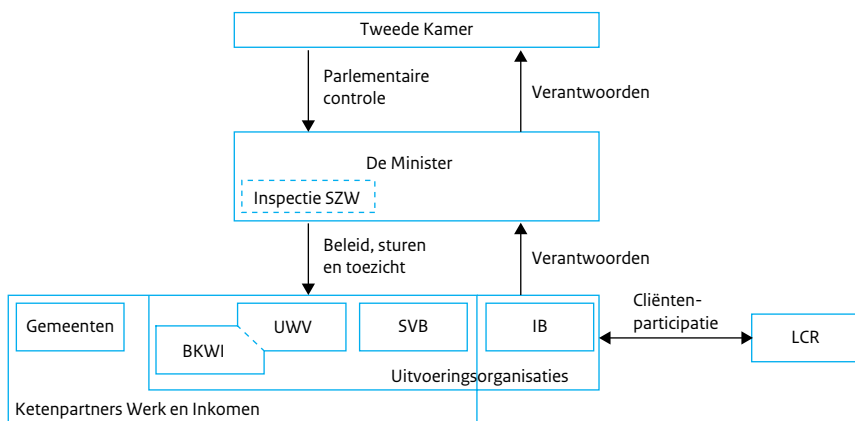 Tweede Kamer
Parlementaire
controle
Verantwoorden
De Minister
Inspectie SZW
Beleid, sturen
en toezicht
Verantwoorden
Gemeenten
BKWI
UWV
SVB
IB
Cliënten-
participatie
LCR
Uitvoeringsorganisaties
Ketenpartners Werk en Inkomen